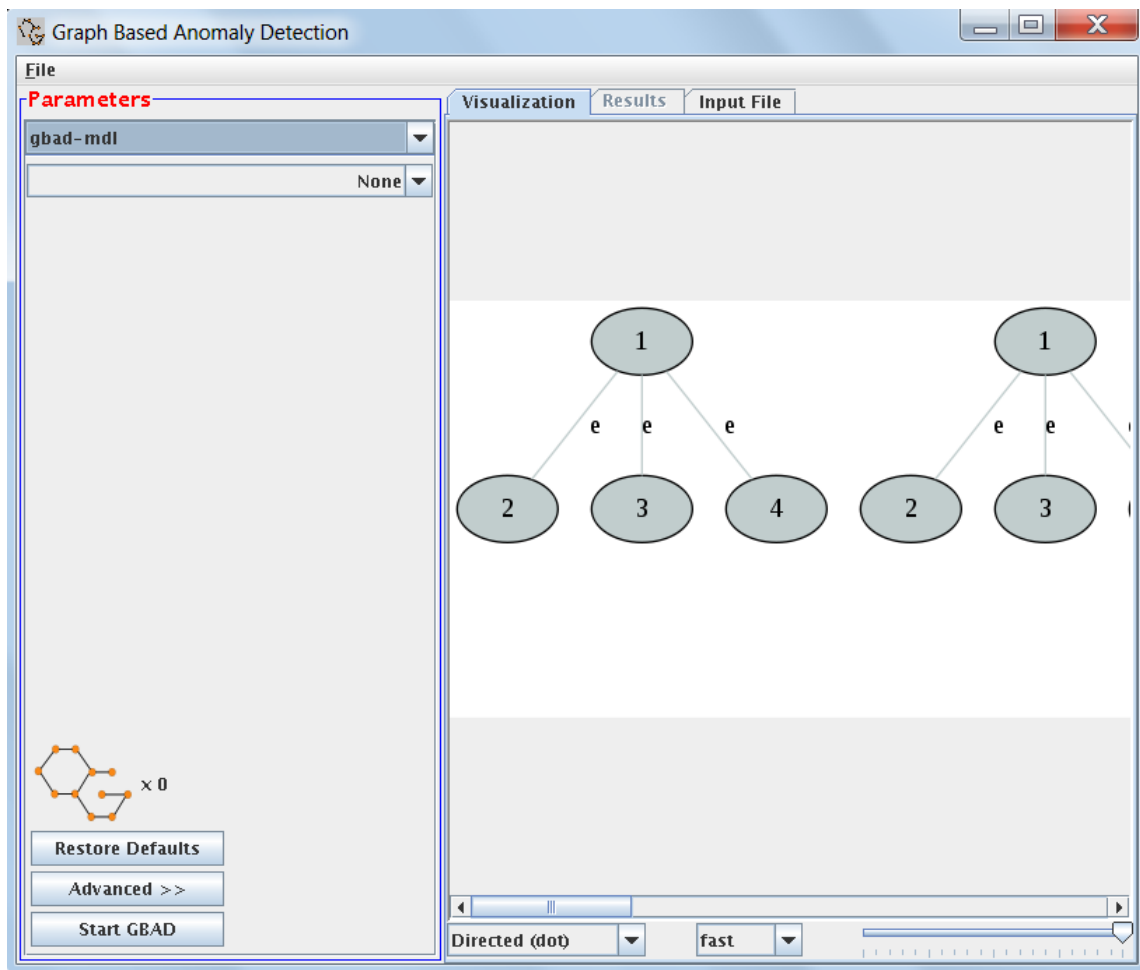 Graph Based Anomaly Detection
File
Parameters
gbad-mdl
None
x 0
Restore Defaults
Advanced >>
Start GBAD
Visualization Results Input File
1 1
e e e e e
2 3 4 2 3
Directed (dot) fast